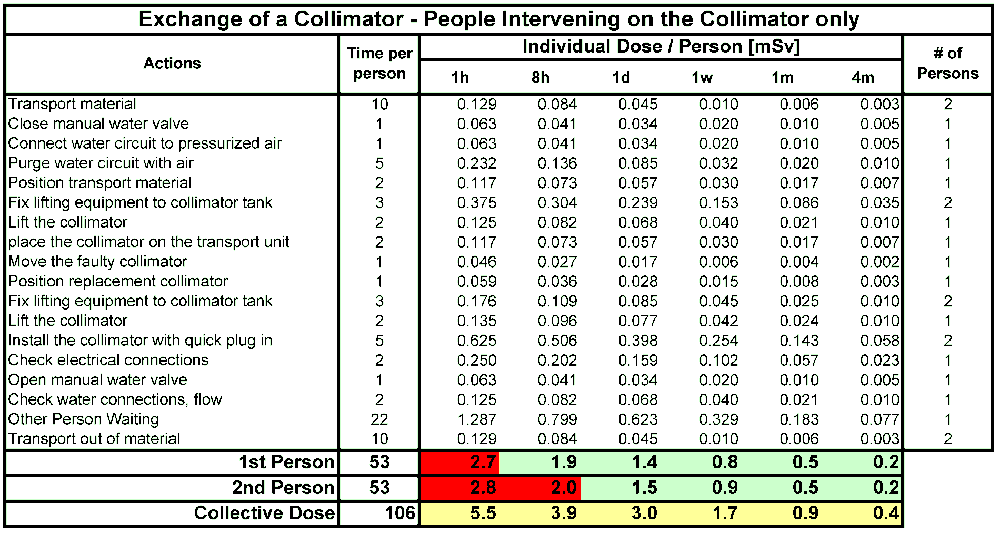 Exchange of a Collimator - People Intervening on the Collimator only
Actions Time per person Individual Dose / Person [mSv] # of Persons
1h 8h 1d 1w 1m 4m
Transport material 10 0.129 0.084 0.045 0.010 0.006 0.003 2
Close manual water valve 1 0.063 0.041 0.034 0.020 0.010 0.005 1
Connect water circuit to pressurized air 1 0.063 0.041 0.034 0.020 0.010 0.005 1
Purge water circuit with air 5 0.232 0.136 0.085 0.032 0.020 0.010 1
Position transport material 2 0.117 0.073 0.057 0.030 0.017 0.007 1
Fix lifting equipment to collimator tank 3 0.375 0.304 0.239 0.153 0.086 0.035 2
Lift the collimator 2 0.125 0.082 0.068 0.040 0.021 0.010 1
place the collimator on the transport unit 2 0.117 0.073 0.057 0.030 0.017 0.007 1
Move the faulty collimator 1 0.046 0.027 0.017 0.006 0.004 0.002 1
Position replacement collimator 1 0.059 0.036 0.028 0.015 0.008 0.003 1
Fix lifting equipment to collimator tank 3 0.176 0.109 0.085 0.045 0.025 0.010 2
Lift the collimator 2 0.135 0.096 0.077 0.042 0.024 0.010 1
Install the collimator with quick plug in 5 0.625 0.506 0.398 0.254 0.143 0.058 2
Check electrical connections 2 0.250 0.202 0.159 0.102 0.057 0.023 1
Open manual water valve 1 0.063 0.041 0.034 0.020 0.010 0.005 1
Check water connections, flow 2 0.125 0.082 0.068 0.040 0.021 0.010 1
Other Person Waiting 22 1.287 0.799 0.623 0.329 0.183 0.077 1
Transport out of material 10 0.129 0.084 0.045 0.010 0.006 0.003 2
1st Person 53 2.7 1.9 1.4 0.8 0.5 0.2
2nd Person 53 2.8 2.0 1.5 0.9 0.5 0.2
Collective Dose 106 5.5 3.9 3.0 1.7 0.9 0.4